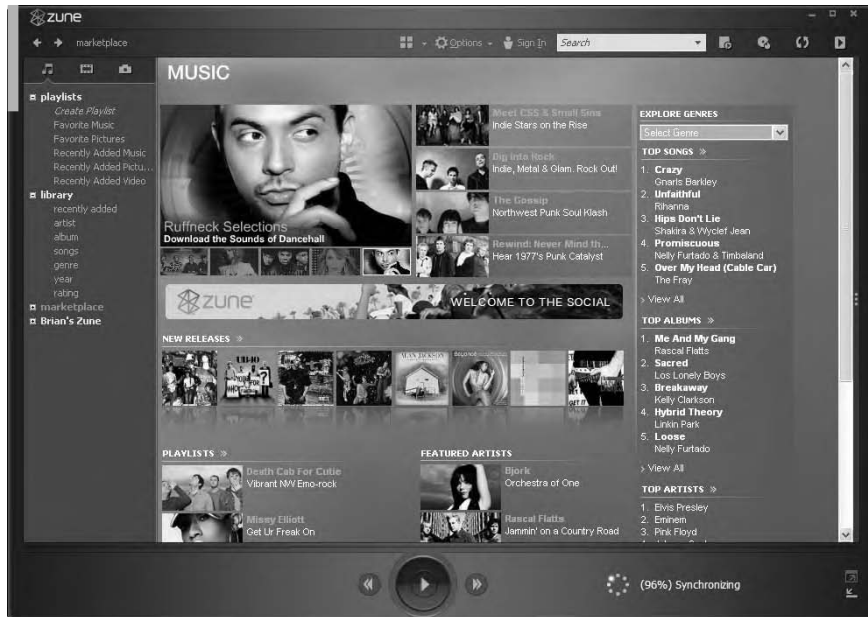 zune
marketplace
Options
Sign In
Search
MUSIC
playlists
Create Playlist
Favorite Music
Favorite Pictures
Recently Added Music
Recently Added Pictu...
Recently Added Video
library
recently added
artist
album
songs
genre
year
rating
marketplace
Brian's Zune
Ruffneck Selections
Download the Sounds of Dancehall
Meet CSS & Small Sins
Indie Stars on the Rise
Dig Into Rock
Indie, Metal & Glam. Rock Out!
The Gossip
Northwest Punk Soul Klash
Rewind: Never Mind th...
Hear 1977's Punk Catalyst
zune
WELCOME TO THE SOCIAL
NEW RELEASES »
UB40
ALAN JACKSON
BEYONCE
GET IT
PLAYLISTS »
Death Cab For Cutie
Vibrant NW Emo-rock
Missy Elliott
Get Ur Freak On
FEATURED ARTISTS
Bjork
Orchestra of One
Rascal Flatts
Jammin' on a Country Road
EXPLORE GENRES
Select Genre
TOP SONGS »
1. Crazy
Gnarls Barkley
2. Unfaithful
Rihanna
3. Hips Don't Lie
Shakira & Wyclef Jean
4. Promiscuous
Nelly Furtado & Timbaland
5. Over My Head (Cable Car)
The Fray
› View All
TOP ALBUMS »
1. Me And My Gang
Rascal Flatts
2. Sacred
Los Lonely Boys
3. Breakaway
Kelly Clarkson
4. Hybrid Theory
Linkin Park
5. Loose
Nelly Furtado
› View All
TOP ARTISTS »
1. Elvis Presley
2. Eminem
3. Pink Floyd
(96%) Synchronizing